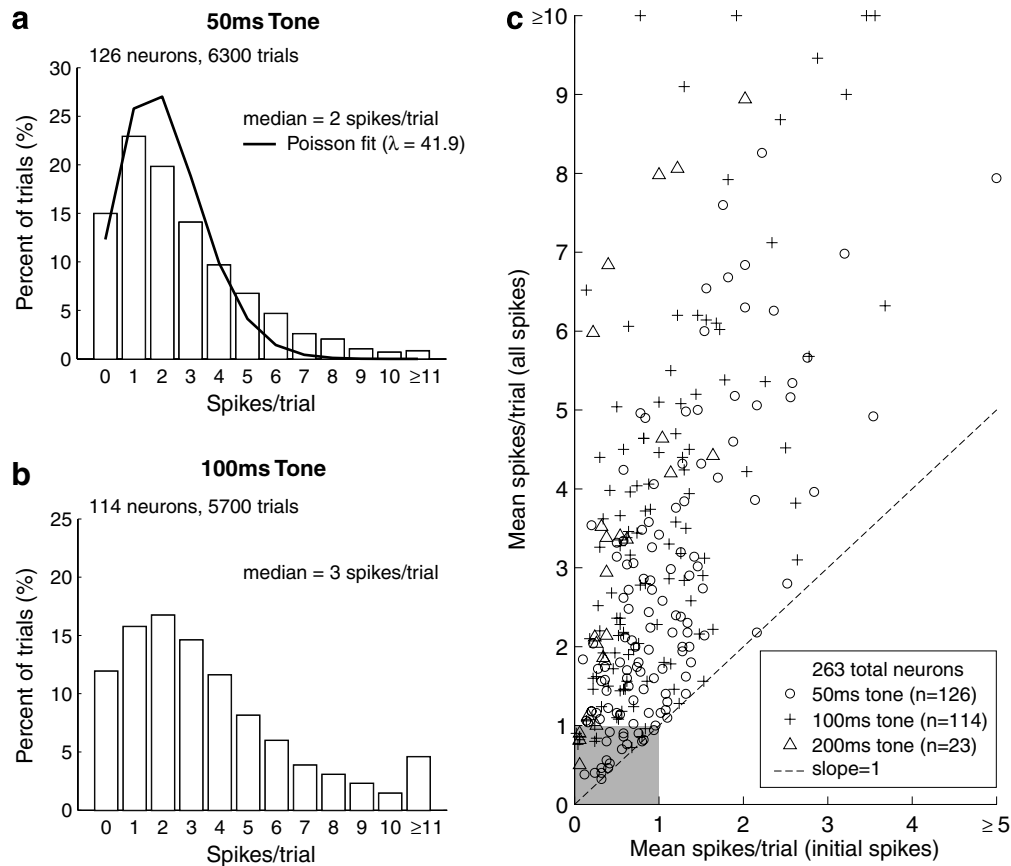 a
50ms Tone
126 neurons, 6300 trials
30
25
20
15
10
5
0
Percent of trials (%)
median = 2 spikes/trial
Poisson fit (λ = 41.9)
0 1 2 3 4 5 6 7 8 9 10 ≥11
Spikes/trial
b
100ms Tone
114 neurons, 5700 trials
25
20
15
10
5
0
Percent of trials (%)
median = 3 spikes/trial
0 1 2 3 4 5 6 7 8 9 10 ≥11
Spikes/trial
c
≥10
9
8
7
6
5
4
3
2
1
0
Mean spikes/trial (all spikes)
263 total neurons
50ms tone (n=126)
100ms tone (n=114)
200ms tone (n=23)
slope=1
0 1 2 3 4 ≥5
Mean spikes/trial (initial spikes)